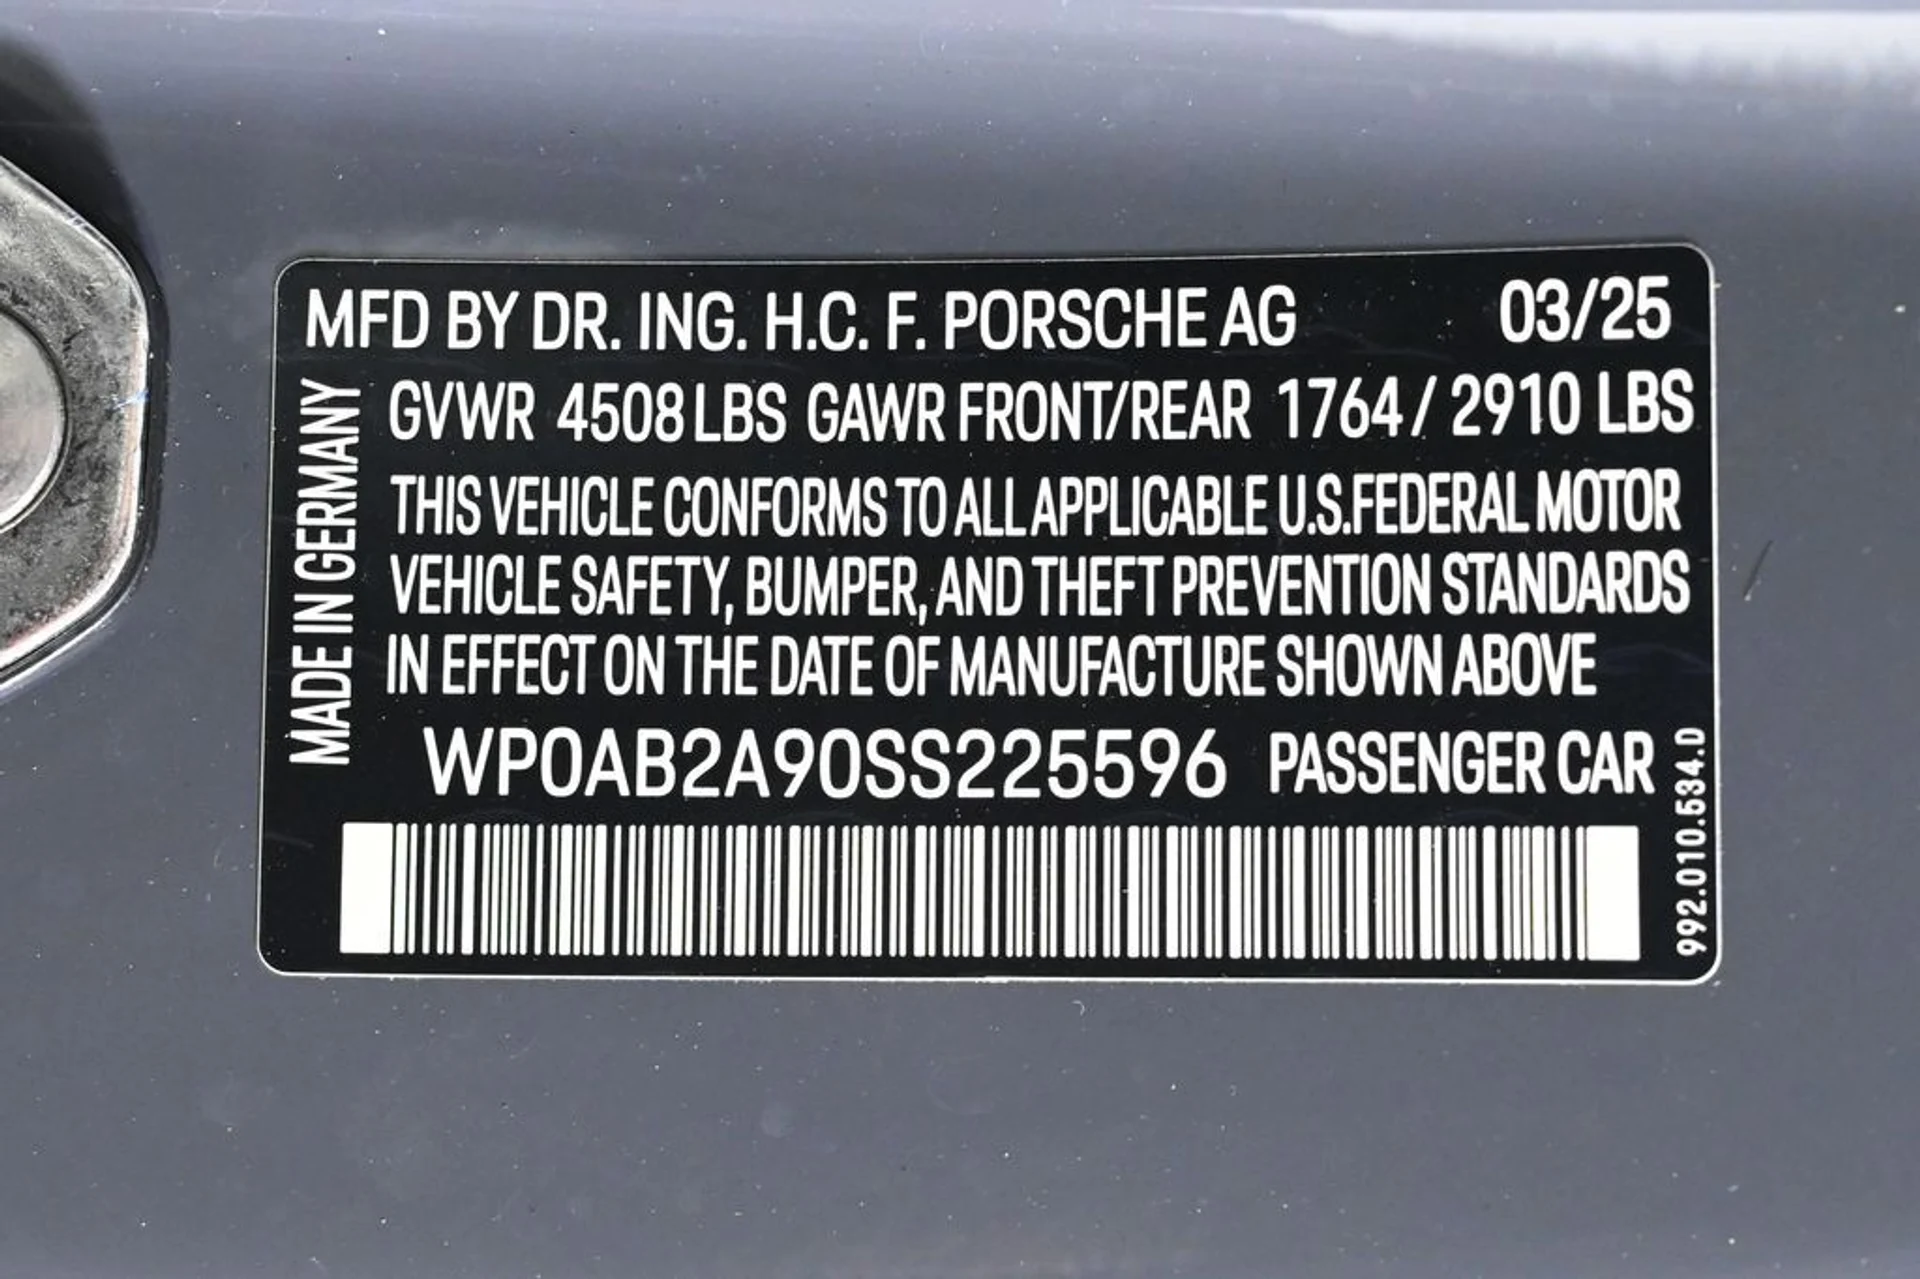 MFD BY DR. ING. H.C. F. PORSCHE AG 03/25
GVWR 4508 LBS GAWR FRONT/REAR 1764 / 2910 LBS
THIS VEHICLE CONFORMS TO ALL APPLICABLE U.S.FEDERAL MOTOR
VEHICLE SAFETY, BUMPER, AND THEFT PREVENTION STANDARDS
IN EFFECT ON THE DATE OF MANUFACTURE SHOWN ABOVE
WP0AB2A90SS225596 PASSENGER CAR
MADE IN GERMANY
992.010.534.D